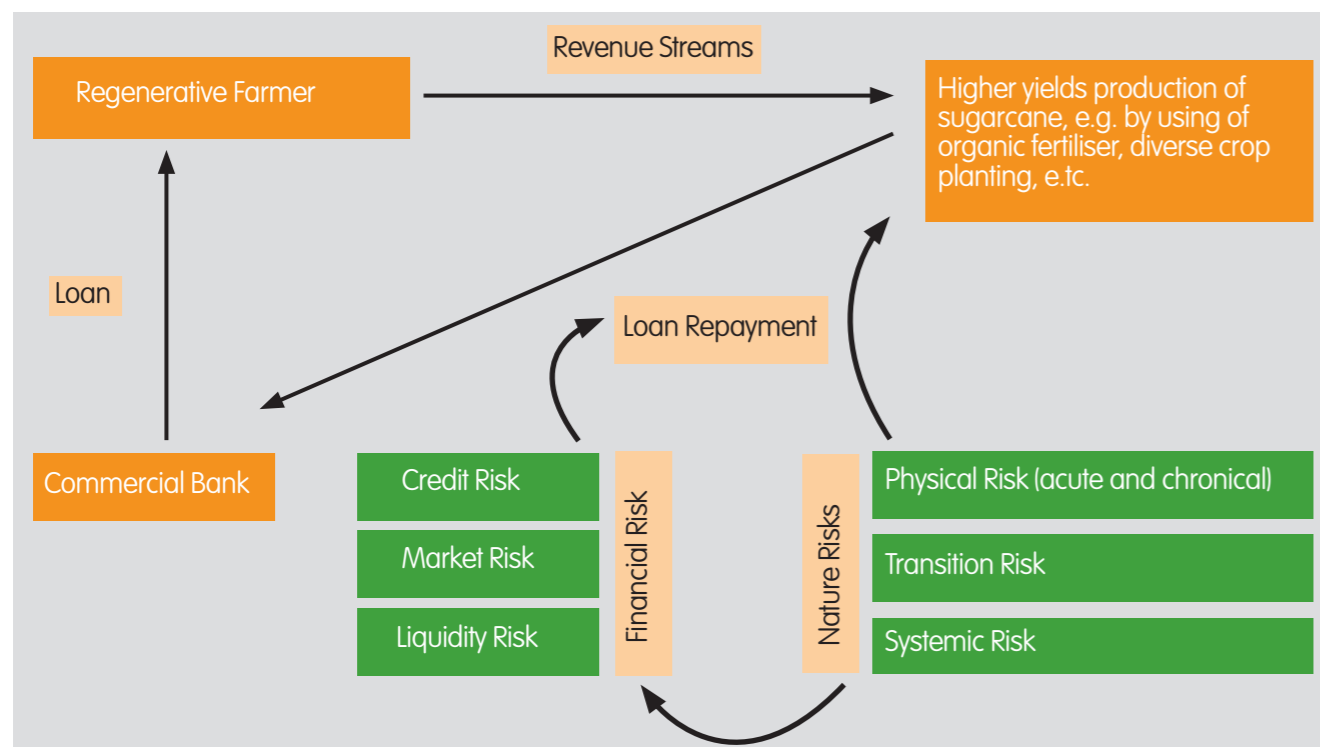 Revenue Streams
Regenerative Farmer
Higher yields production of
sugarcane, e.g. by using of
organic fertiliser, diverse crop
planting, e.tc.
Loan
Loan Repayment
Commercial Bank
Credit Risk
Market Risk
Liquidity Risk
Financial Risk
Nature Risks
Physical Risk (acute and chronical)
Transition Risk
Systemic Risk